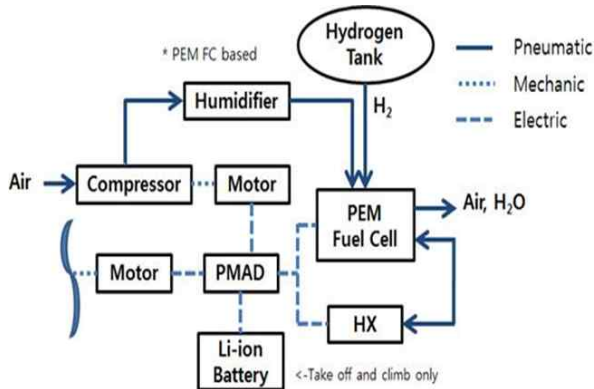 Hydrogen
Tank
* PEM FC based
Pneumatic
Mechanic
Electric
Humidifier
H₂
Air
Compressor
Motor
PEM
Fuel Cell
Air, H₂O
Motor
PMAD
HX
Li-ion
Battery
<-Take off and climb only